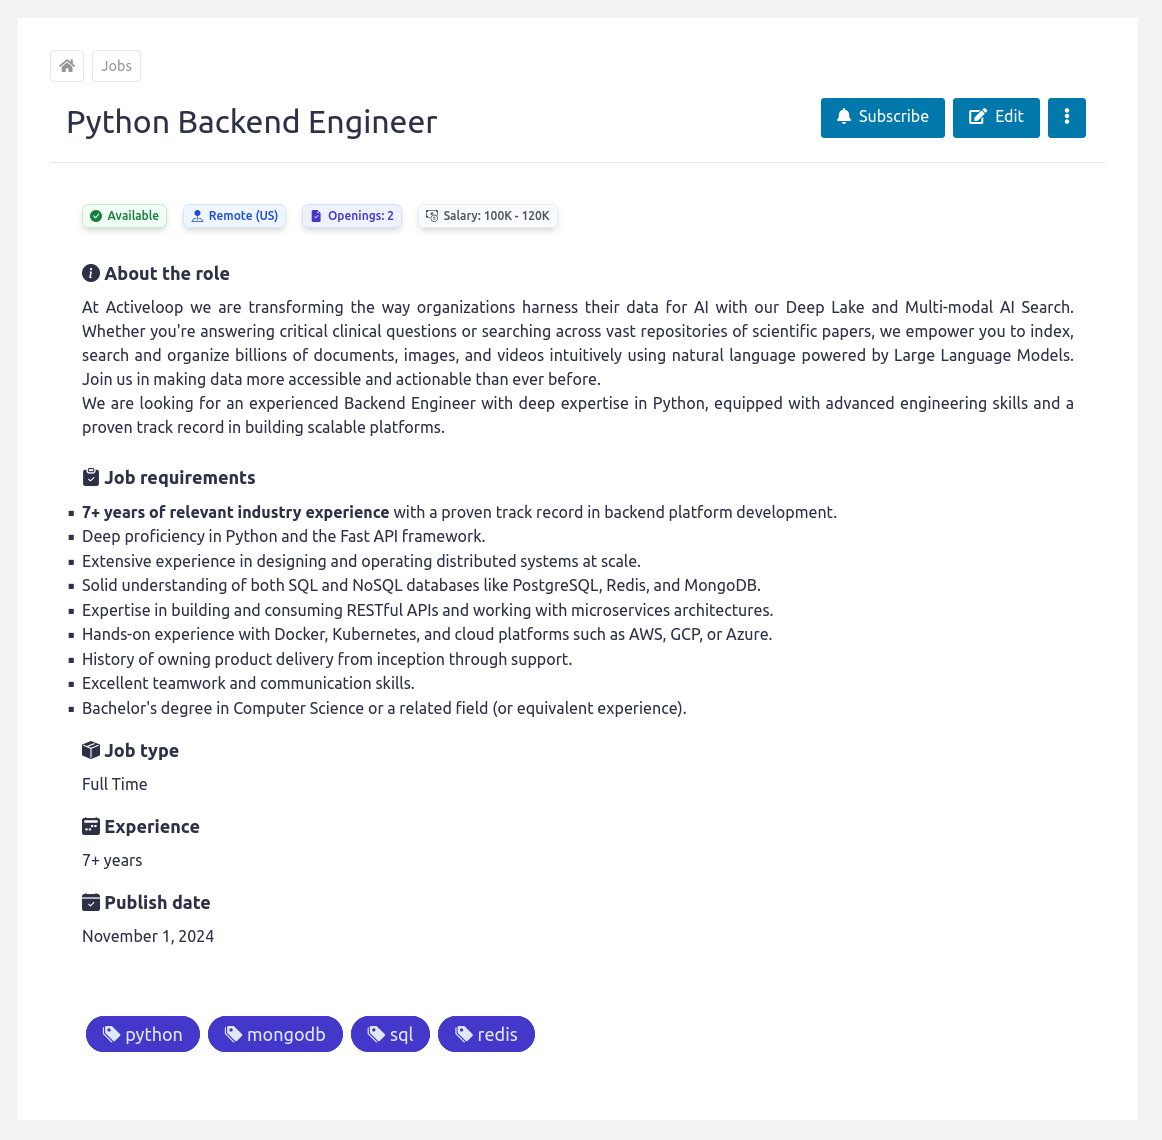 Jobs
Python Backend Engineer
Subscribe
Edit
Available
Remote (US)
Openings: 2
Salary: 100K - 120K
About the role
At Activeloop we are transforming the way organizations harness their data for AI with our Deep Lake and Multi-modal AI Search.
Whether you're answering critical clinical questions or searching across vast repositories of scientific papers, we empower you to index,
search and organize billions of documents, images, and videos intuitively using natural language powered by Large Language Models.
Join us in making data more accessible and actionable than ever before.
We are looking for an experienced Backend Engineer with deep expertise in Python, equipped with advanced engineering skills and a
proven track record in building scalable platforms.
Job requirements
▪ 7+ years of relevant industry experience with a proven track record in backend platform development.
▪ Deep proficiency in Python and the Fast API framework.
▪ Extensive experience in designing and operating distributed systems at scale.
▪ Solid understanding of both SQL and NoSQL databases like PostgreSQL, Redis, and MongoDB.
▪ Expertise in building and consuming RESTful APIs and working with microservices architectures.
▪ Hands-on experience with Docker, Kubernetes, and cloud platforms such as AWS, GCP, or Azure.
▪ History of owning product delivery from inception through support.
▪ Excellent teamwork and communication skills.
▪ Bachelor's degree in Computer Science or a related field (or equivalent experience).
Job type
Full Time
Experience
7+ years
Publish date
November 1, 2024
python
mongodb
sql
redis